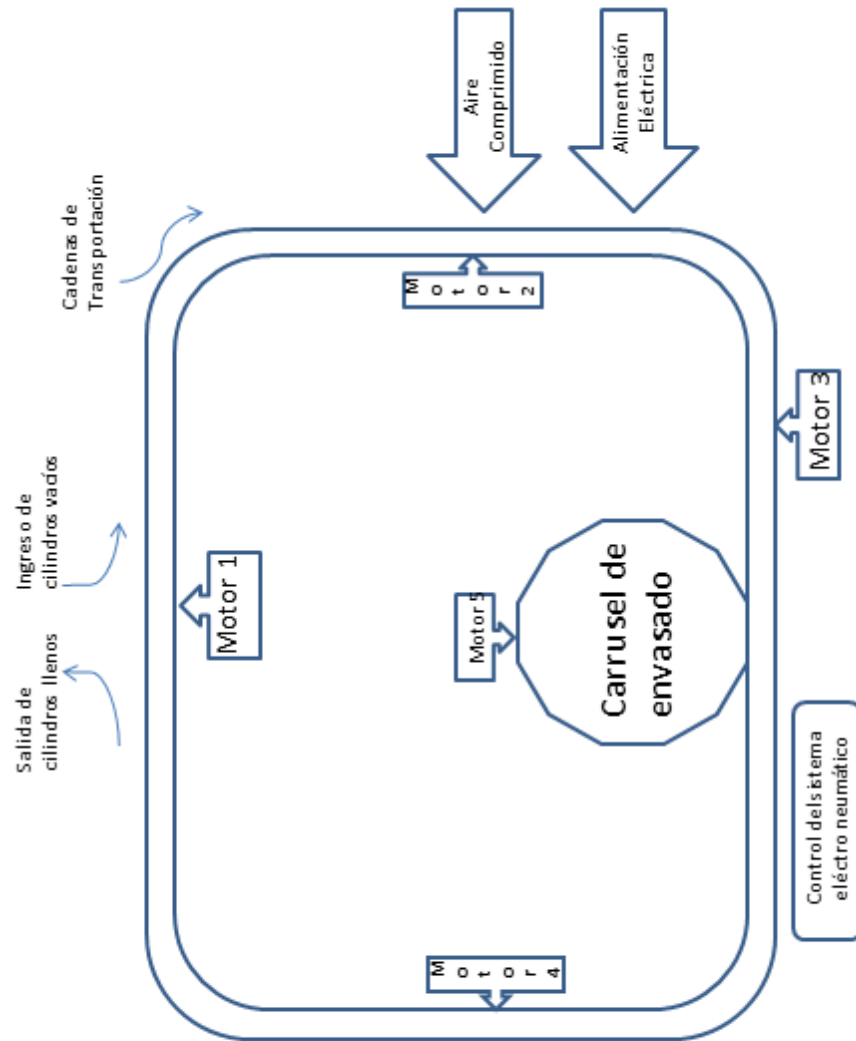 Aire
Comprimido
Alimentación
Eléctrica
Cadenas de
Transportación
Motor 2
Ingreso de
cilindros vacíos
Motor 1
Motor 3
Motor 5
Carrusel de
envasado
Salida de
cilindros llenos
Control del sistema
eléctro neumático
Motor 4